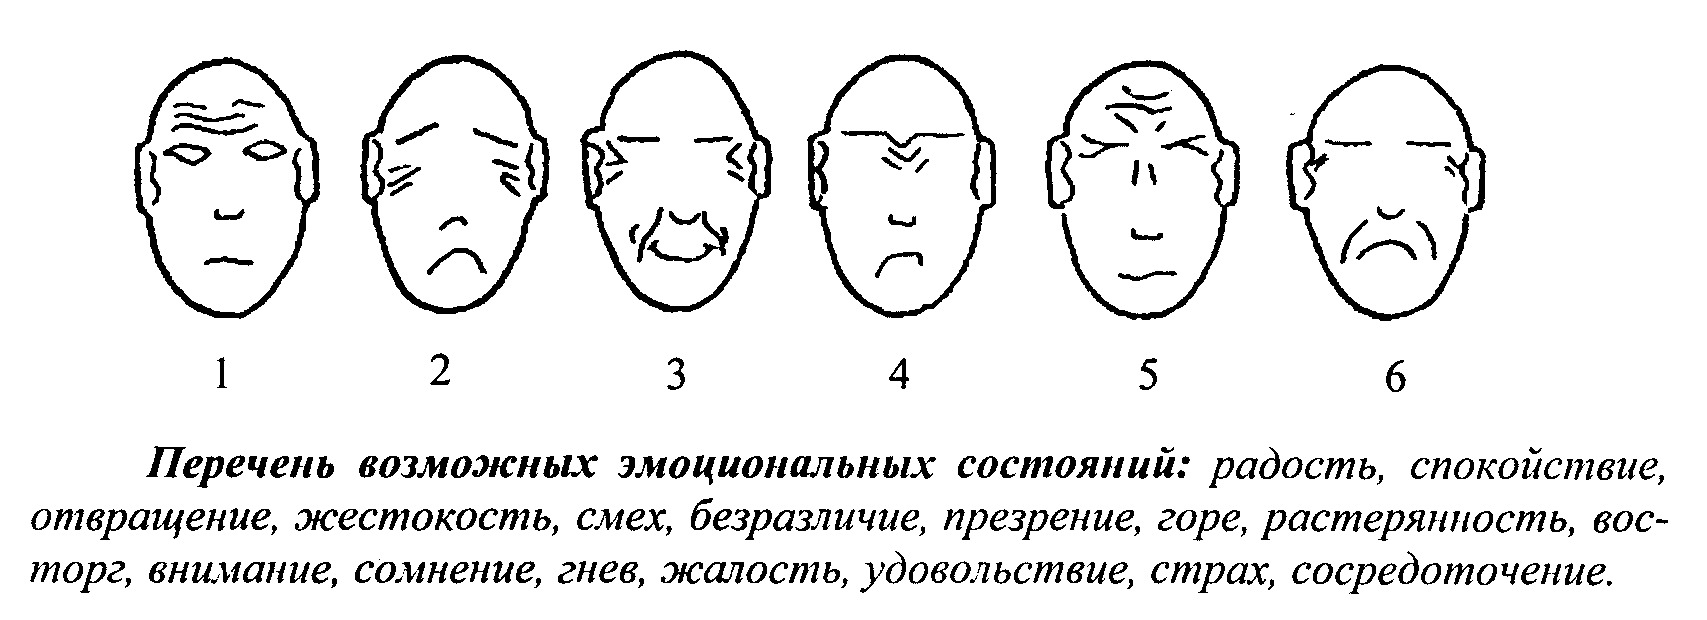 1 2 3 4 5 6
Перечень возможных эмоциональных состояний: радость, спокойствие,
отвращение, жестокость, смех, безразличие, презрение, горе, растерянность, вос-
торг, внимание, сомнение, гнев, жалость, удовольствие, страх, сосредоточение.